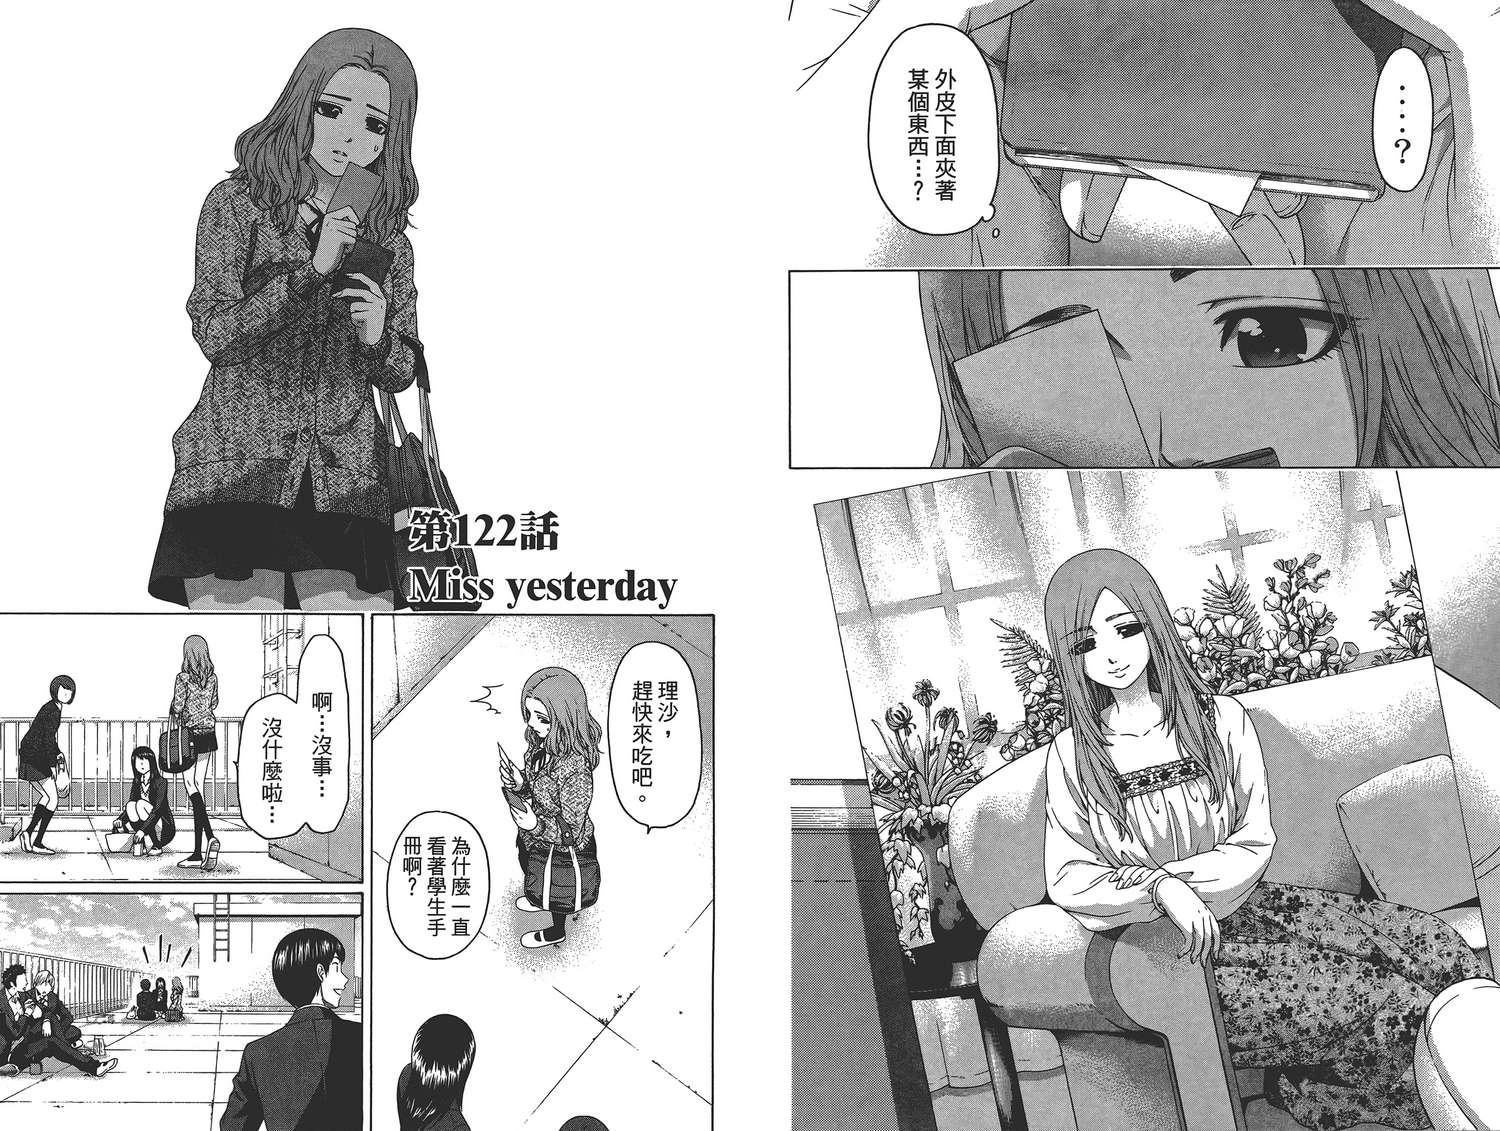 ‥‥‥?
外皮下面夾著
某個東西…?
第122話
Miss yesterday
理沙，
趕快來吃吧。
為什麼一直
看著學生手
冊啊?
啊…沒事…
沒什麼啦…